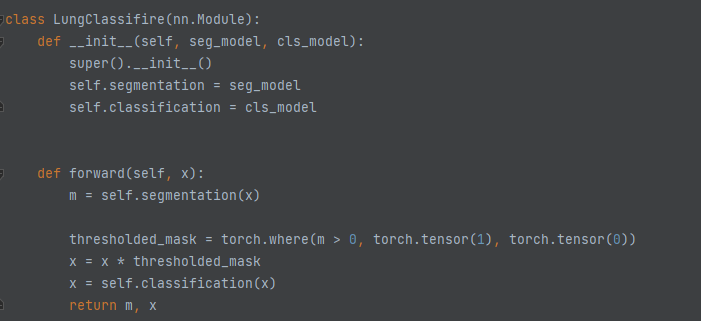 class LungClassifire(nn.Module):
    def __init__(self, seg_model, cls_model):
        super().__init__()
        self.segmentation = seg_model
        self.classification = cls_model
    def forward(self, x):
        m = self.segmentation(x)
        thresholded_mask = torch.where(m > 0, torch.tensor(1), torch.tensor(0))
        x = x * thresholded_mask
        x = self.classification(x)
        return m, x